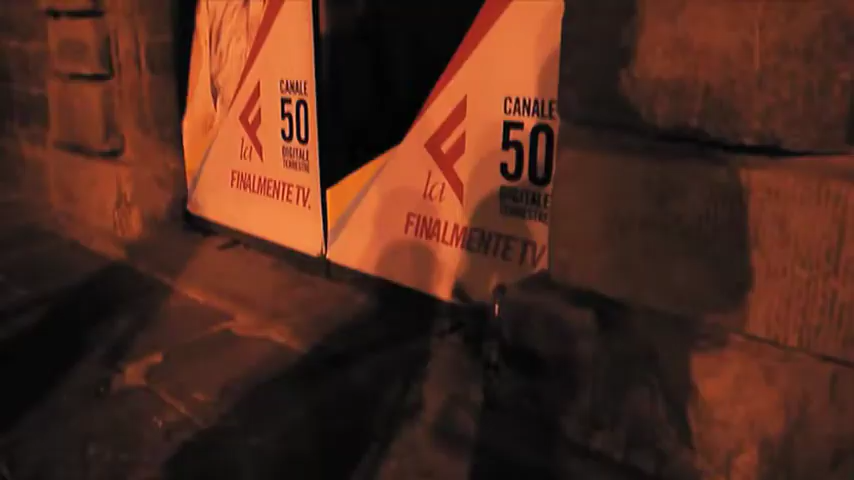 CANALE
50
DIGITALE
TERRESTRE
la F
FINALMENTE TV.
CANALE
50
DIGITALE
TERRESTRE
la F
FINALMENTE TV